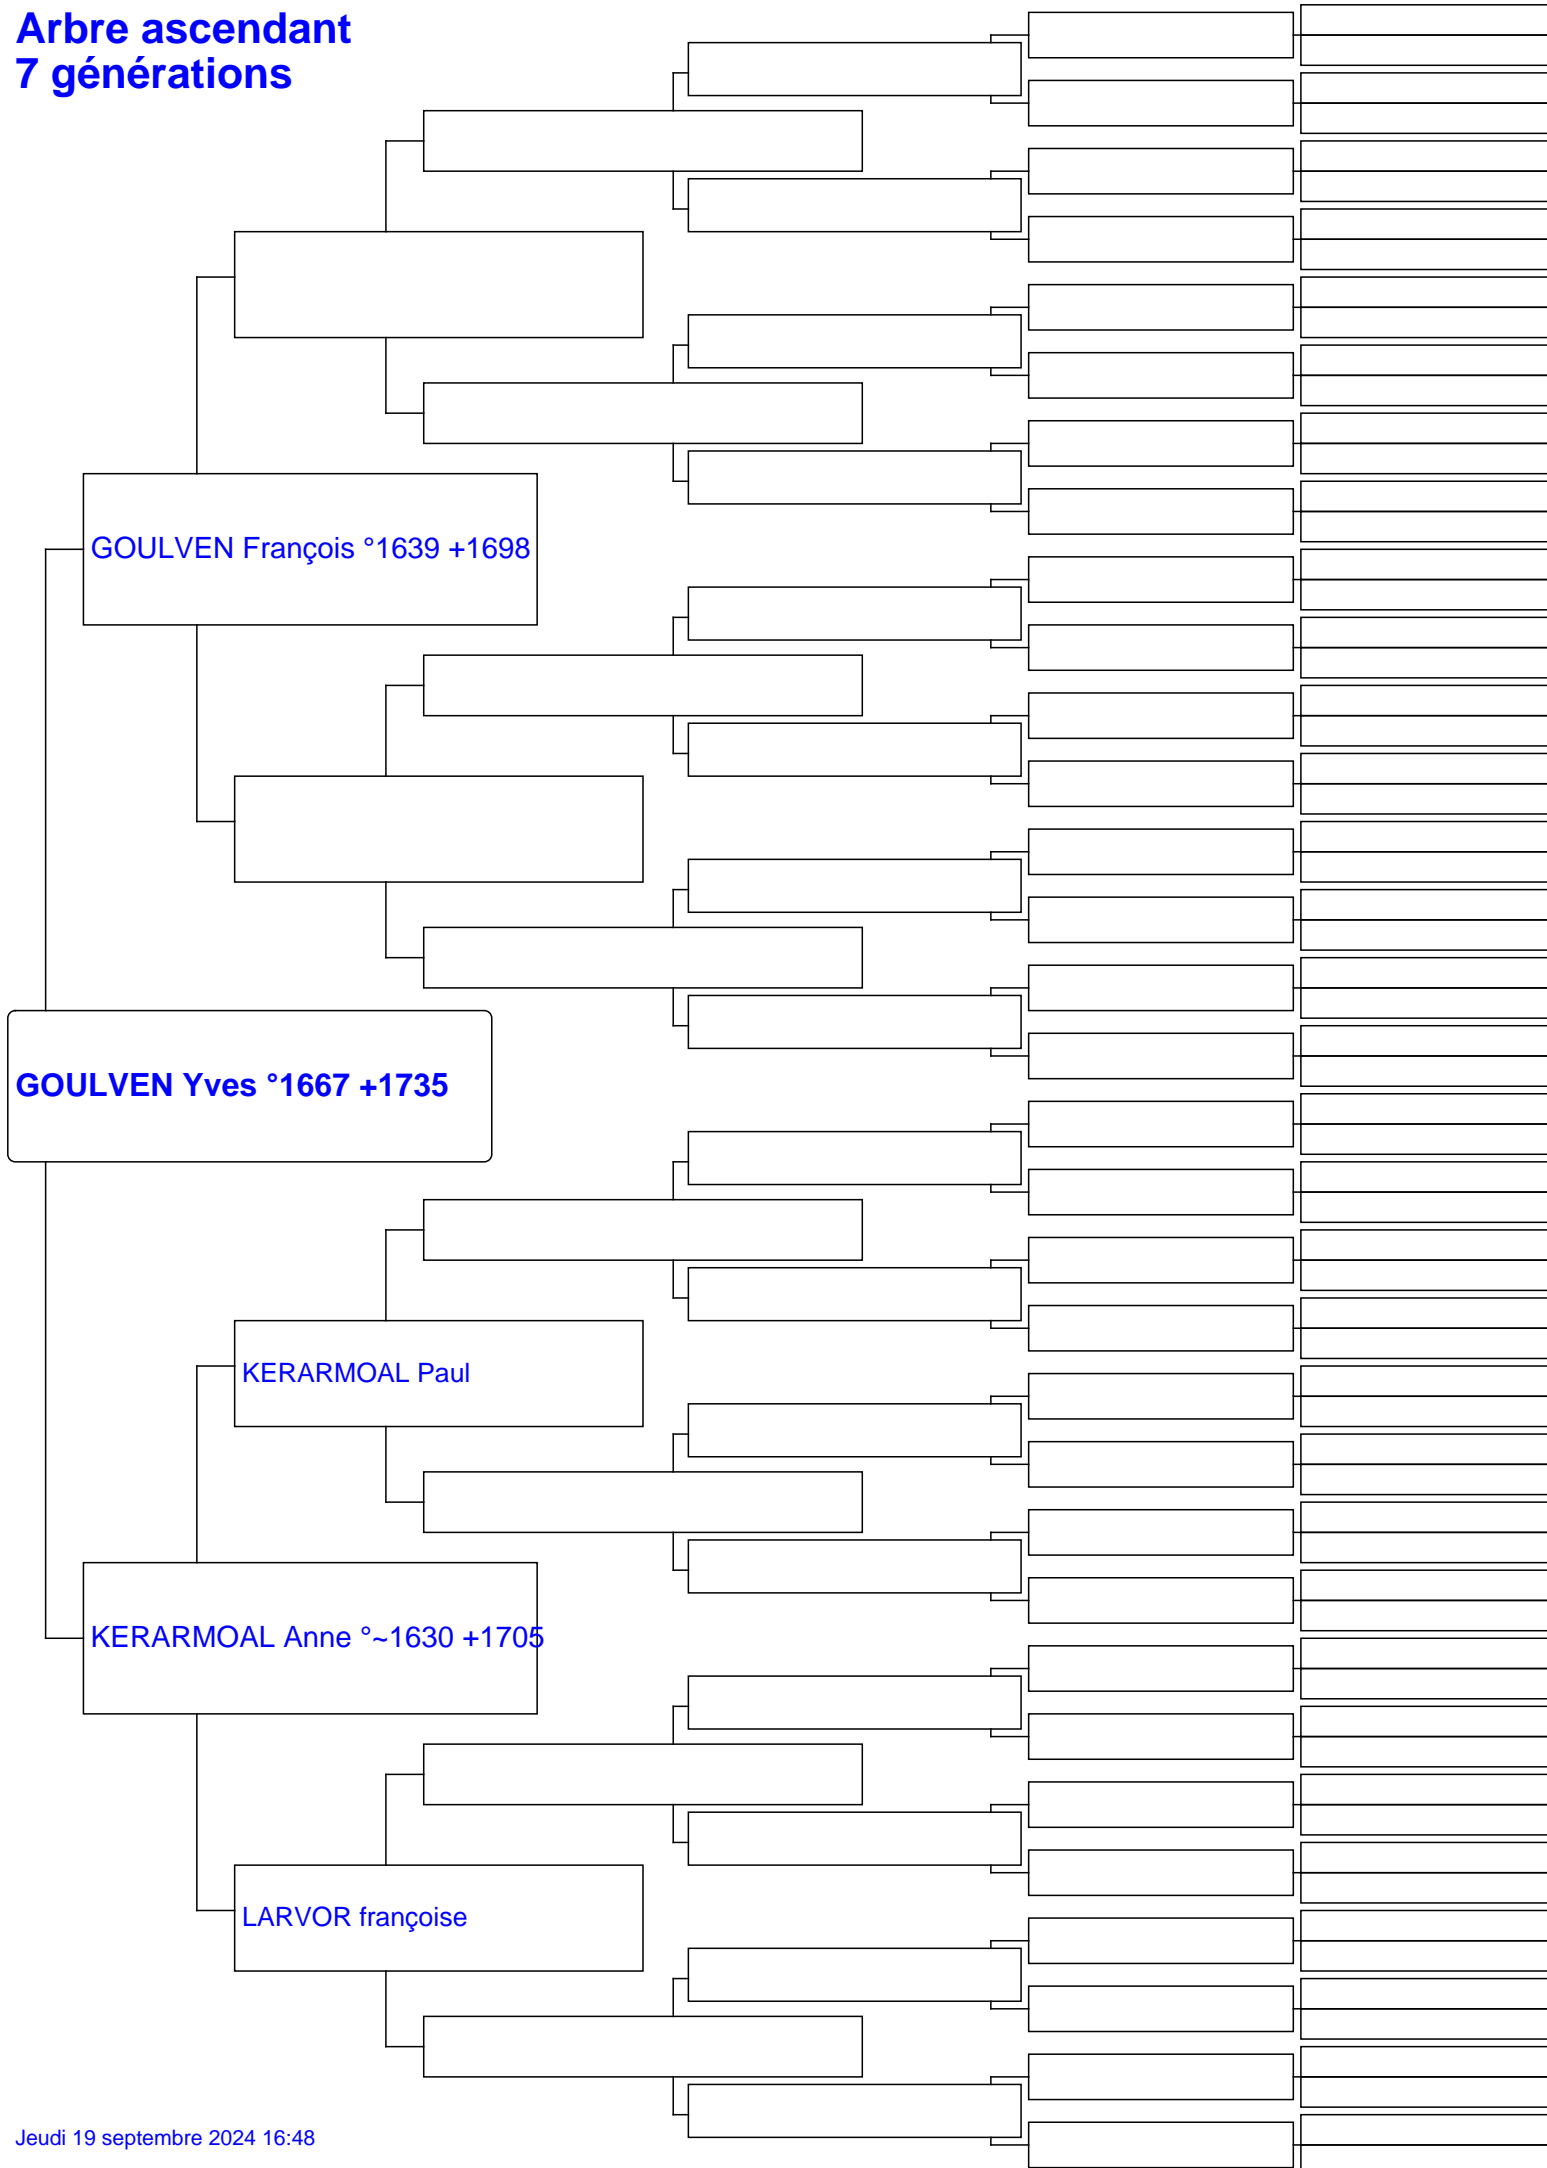 Arbre ascendant
7 générations
GOULVEN François °1639 +1698
GOULVEN Yves °1667 +1735
KERARMOAL Paul
KERARMOAL Anne °~1630 +1705
LARVOR françoise
Jeudi 19 septembre 2024 16:48